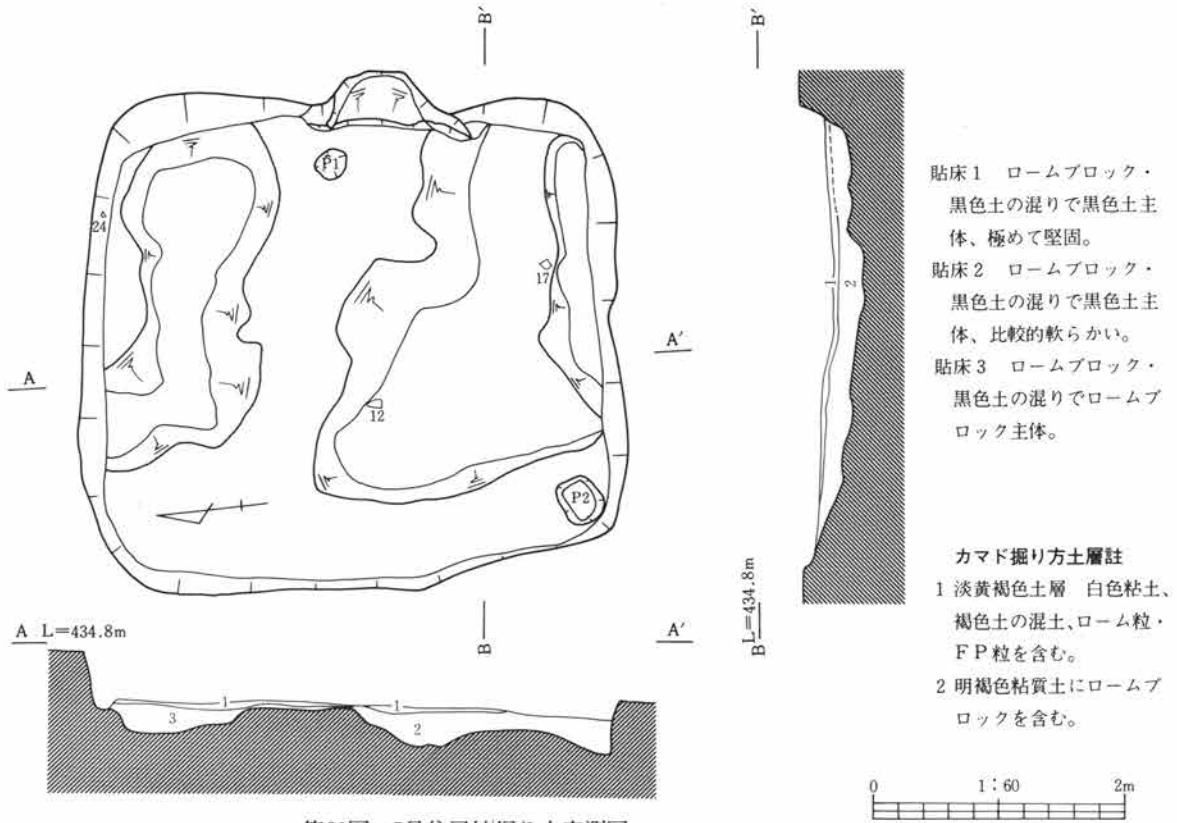 B′
B′
P1
24
17
A
A′
12
P2
1
2
貼床1 ロームブロック・
黒色土の混りで黒色土主
体、極めて堅固。
貼床2 ロームブロック・
黒色土の混りで黒色土主
体、比較的軟らかい。
貼床3 ロームブロック・
黒色土の混りでロームブ
ロック主体。
カマド掘り方土層註
1 淡黄褐色土層 白色粘土、
褐色土の混土、ローム粒・
FP粒を含む。
2 明褐色粘質土にロームブ
ロックを含む。
A L=434.8m
B
A′
B L=434.8m
1
1
3
2
0 1:60 2m